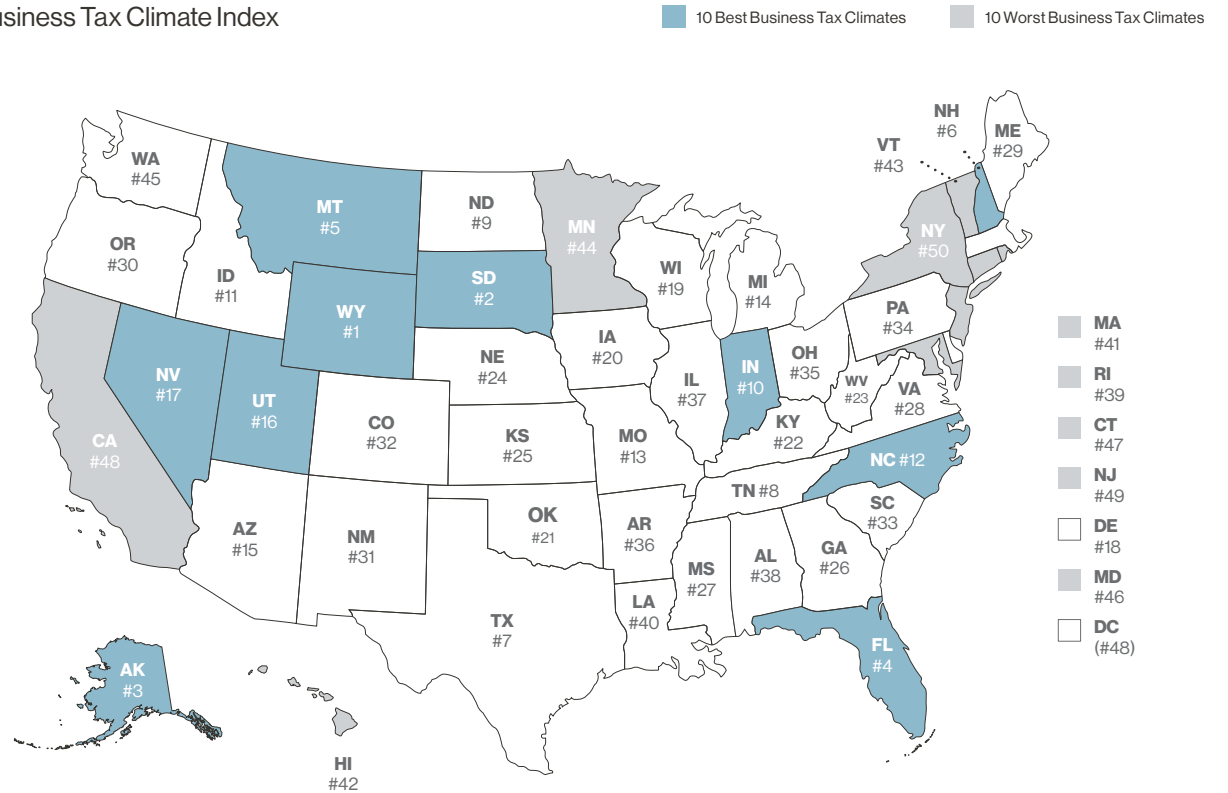 usiness Tax Climate Index
10 Best Business Tax Climates
10 Worst Business Tax Climates
NH
#6
ME
#29
VT
#43
WA
#45
MT
#5
ND
#9
MN
#44
NY
#50
OR
#30
ID
#11
SD
#2
WI
#19
MI
#14
WY
#1
PA
#34
IA
#20
NE
#24
OH
#35
IN
#10
IL
#37
WV
#23
VA
#28
NV
#17
UT
#16
CO
#32
KS
#25
MO
#13
KY
#22
CA
#48
NC #12
TN #8
SC
#33
AZ
#15
NM
#31
OK
#21
AR
#36
GA
#26
MS
#27
AL
#38
LA
#40
TX
#7
FL
#4
AK
#3
HI
#42
MA
#41
RI
#39
CT
#47
NJ
#49
DE
#18
MD
#46
DC
(#48)